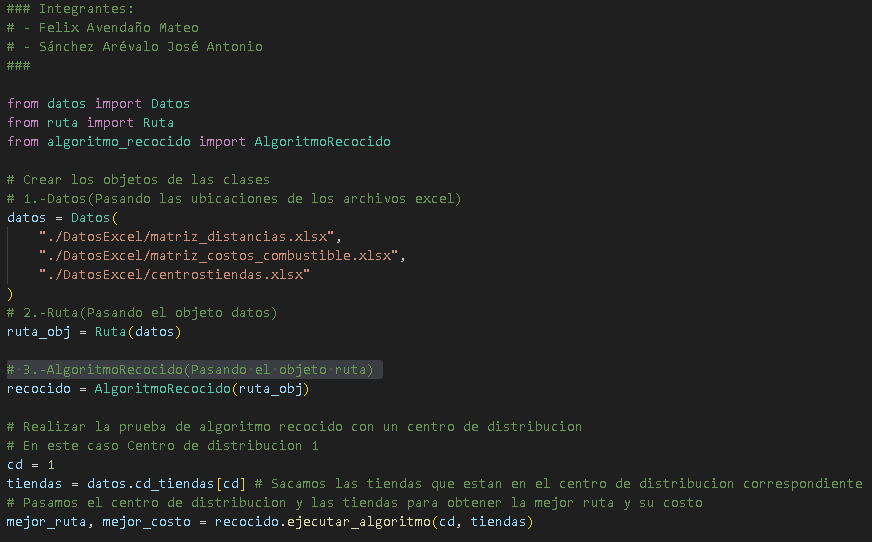 ### Integrantes:
# - Felix Avendaño Mateo
# - Sánchez Arévalo José Antonio
###
from datos import Datos
from ruta import Ruta
from algoritmo_recocido import AlgoritmoRecocido
# Crear los objetos de las clases
# 1.-Datos(Pasando las ubicaciones de los archivos excel)
datos = Datos(
    "./DatosExcel/matriz_distancias.xlsx",
    "./DatosExcel/matriz_costos_combustible.xlsx",
    "./DatosExcel/centrostiendas.xlsx"
)
# 2.-Ruta(Pasando el objeto datos)
ruta_obj = Ruta(datos)
# 3.-AlgoritmoRecocido(Pasando el objeto ruta)
recocido = AlgoritmoRecocido(ruta_obj)
# Realizar la prueba de algoritmo recocido con un centro de distribucion
# En este caso Centro de distribucion 1
cd = 1
tiendas = datos.cd_tiendas[cd] # Sacamos las tiendas que estan en el centro de distribucion correspondiente
# Pasamos el centro de distribucion y las tiendas para obtener la mejor ruta y su costo
mejor_ruta, mejor_costo = recocido.ejecutar_algoritmo(cd, tiendas)